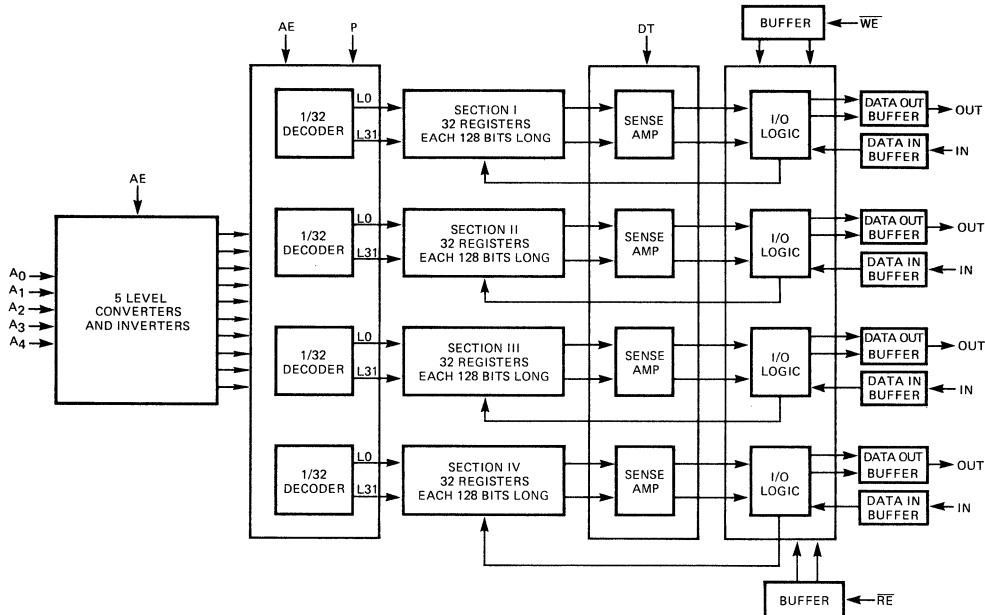 BUFFER
WE
AE
P
DT
1/32
DECODER
L0
L31
SECTION I
32 REGISTERS
EACH 128 BITS LONG
SENSE
AMP
I/O
LOGIC
DATA OUT
BUFFER
OUT
DATA IN
BUFFER
IN
AE
1/32
DECODER
L0
L31
SECTION II
32 REGISTERS
EACH 128 BITS LONG
SENSE
AMP
I/O
LOGIC
DATA OUT
BUFFER
OUT
DATA IN
BUFFER
IN
A0
A1
A2
A3
A4
5 LEVEL
CONVERTERS
AND INVERTERS
1/32
DECODER
L0
L31
SECTION III
32 REGISTERS
EACH 128 BITS LONG
SENSE
AMP
I/O
LOGIC
DATA OUT
BUFFER
OUT
DATA IN
BUFFER
IN
1/32
DECODER
L0
L31
SECTION IV
32 REGISTERS
EACH 128 BITS LONG
SENSE
AMP
I/O
LOGIC
DATA OUT
BUFFER
OUT
DATA IN
BUFFER
IN
BUFFER
RE